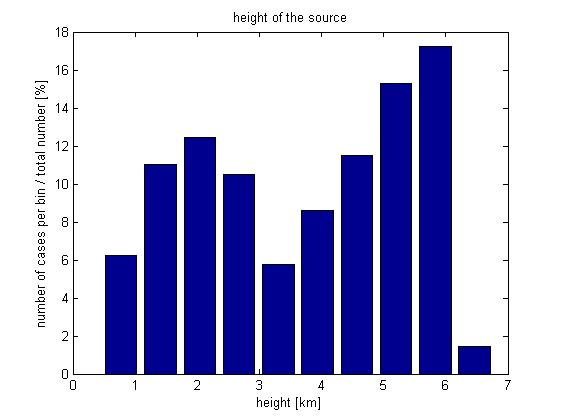 height of the source
18
16
14
12
10
8
6
4
2
0
number of cases per bin / total number [%]
0 1 2 3 4 5 6 7
height [km]